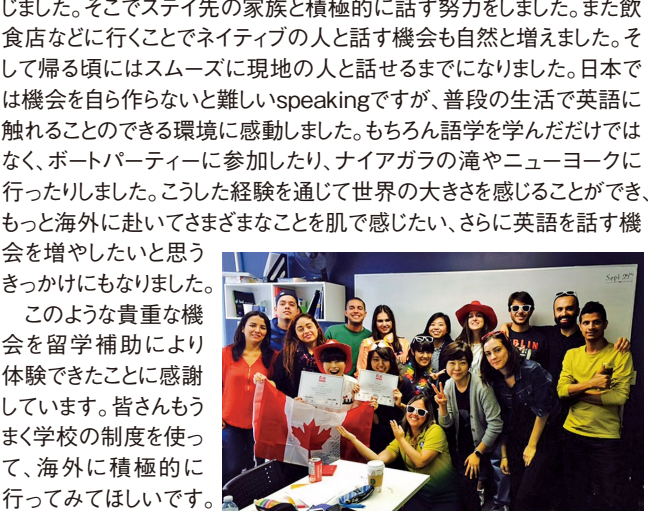 じました。そこでステイ先の家族と積極的に話す努力をしました。また飲
食店などに行くことでネイティブの人と話す機会も自然と増えました。そ
して帰る頃にはスムーズに現地の人と話せるまでになりました。日本で
は機会を自ら作らないと難しいspeakingですが、普段の生活で英語に
触れることのできる環境に感動しました。もちろん語学を学んだだけでは
なく、ボートパーティーに参加したり、ナイアガラの滝やニューヨークに
行ったりしました。こうした経験を通じて世界の大きさを感じることができ、
もっと海外に赴いてさまざまなことを肌で感じたい、さらに英語を話す機
会を増やしたいと思う
きっかけにもなりました。
このような貴重な機
会を留学補助により
体験できたことに感謝
しています。皆さんもう
まく学校の制度を使っ
て、海外に積極的に
行ってみてほしいです。